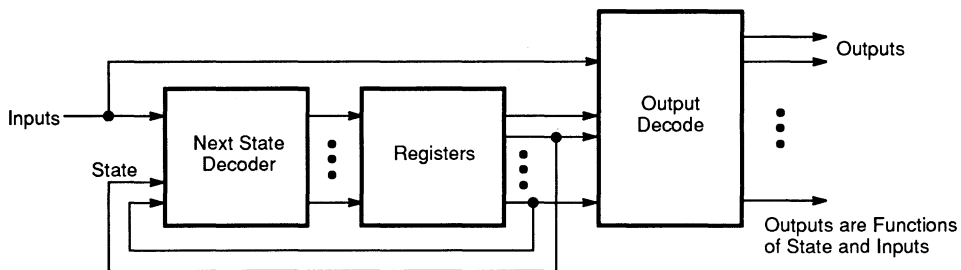 Outputs
Inputs
Next State
Decoder
Registers
Output
Decode
State
Outputs are Functions
of State and Inputs